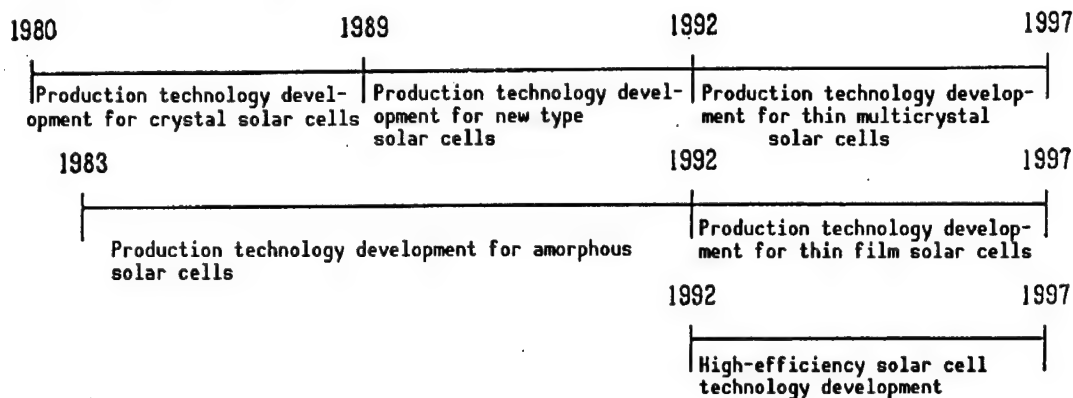 1980 1989 1992 1997
Production technology devel-
opment for crystal solar cells
Production technology devel-
opment for new type
solar cells
Production technology develop-
ment for thin multicrystal
solar cells
1983 1992 1997
Production technology development for amorphous
solar cells
Production technology develop-
ment for thin film solar cells
1992 1997
High-efficiency solar cell
technology development